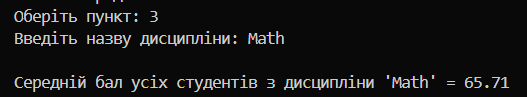 Оберіть пункт: 3
Введіть назву дисципліни: Math
Середній бал усіх студентів з дисципліни 'Math' = 65.71